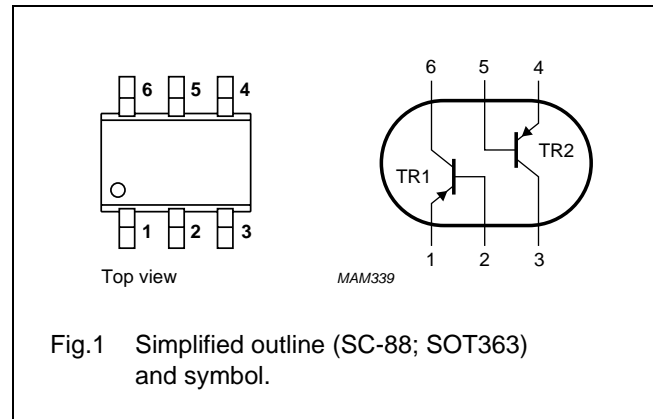 6 5 4
1 2 3
Top view
6 5 4
TR1 TR2
1 2 3
MAM339
Fig.1 Simplified outline (SC-88; SOT363)
and symbol.